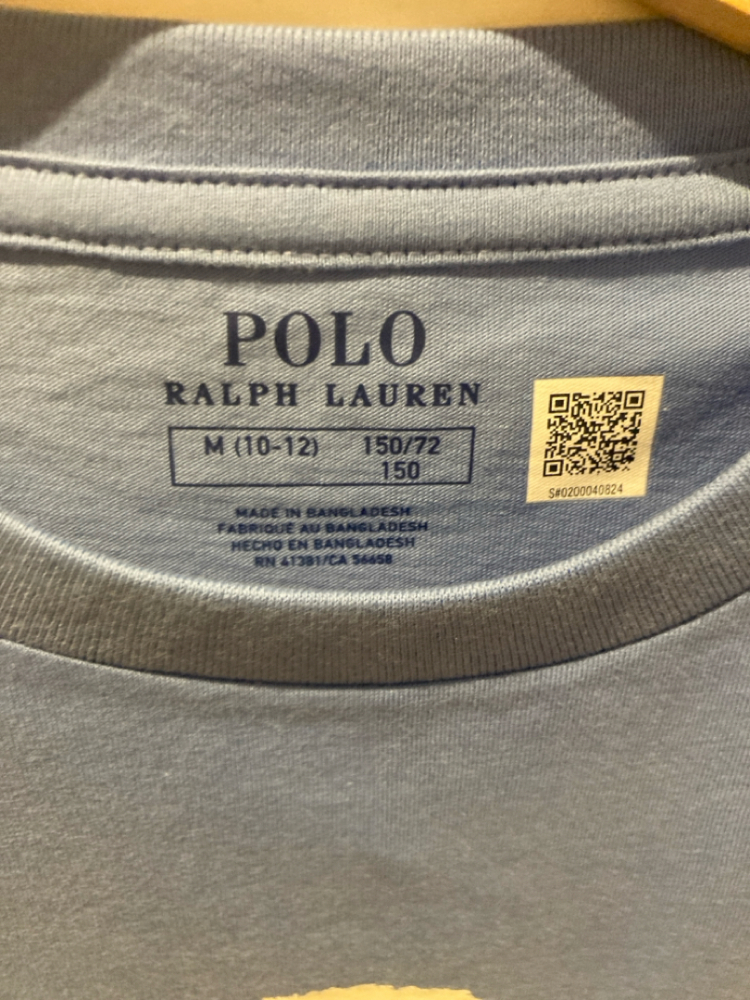 POLO
RALPH LAUREN
M (10-12) 150/72
150
S#0200040824
MADE IN BANGLADESH
FABRIQUÉ AU BANGLADESH
HECHO EN BANGLADESH
RN 41381/CA 56658